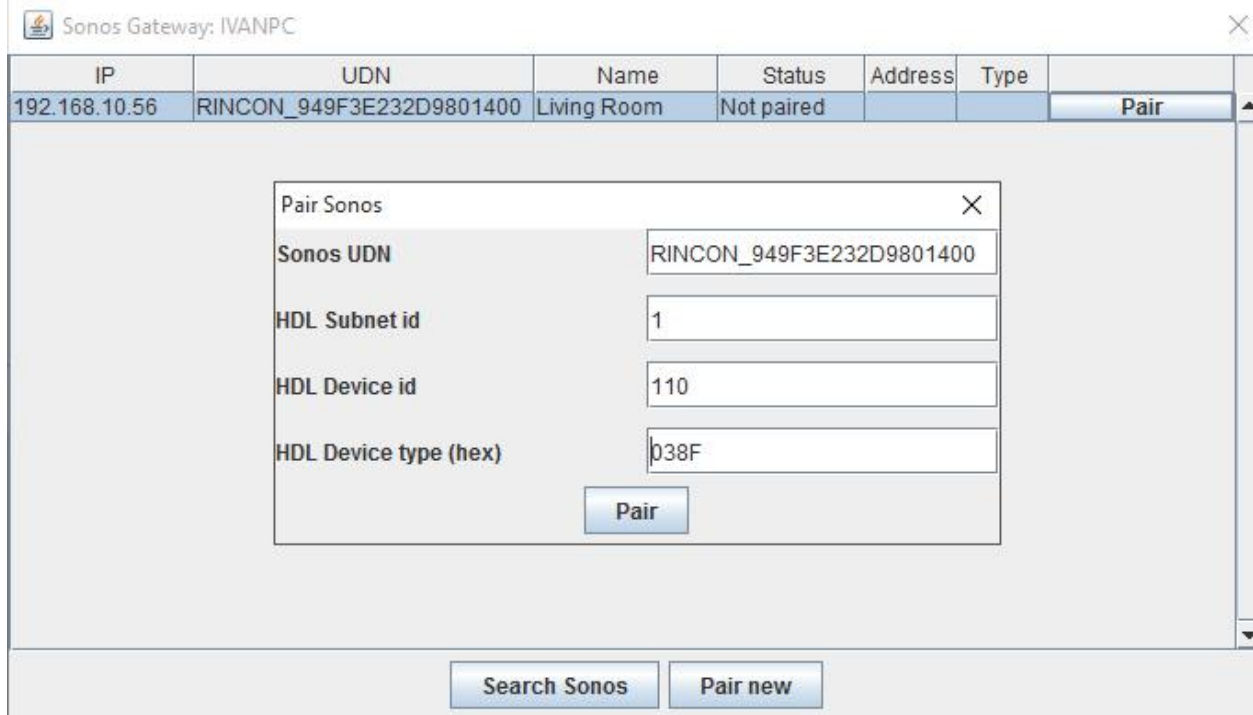 Sonos Gateway: IVANPC
IP UDN Name Status Address Type
192.168.10.56 RINCON_949F3E232D9801400 Living Room Not paired Pair
Pair Sonos
Sonos UDN RINCON_949F3E232D9801400
HDL Subnet id 1
HDL Device id 110
HDL Device type (hex) 038F
Pair
Search Sonos Pair new